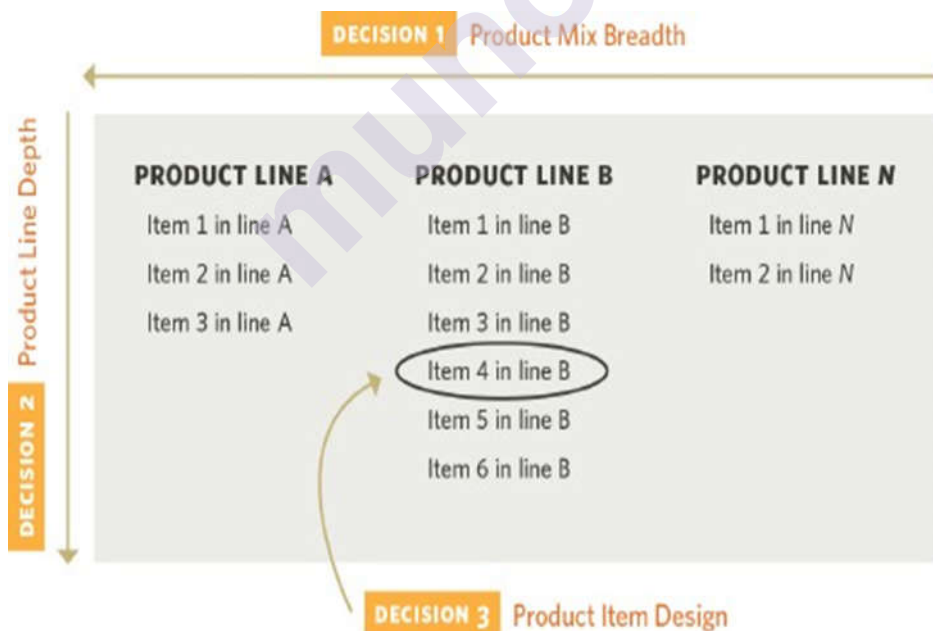 DECISION 1 Product Mix Breadth
DECISION 2 Product Line Depth
PRODUCT LINE A
Item 1 in line A
Item 2 in line A
Item 3 in line A
PRODUCT LINE B
Item 1 in line B
Item 2 in line B
Item 3 in line B
Item 4 in line B
Item 5 in line B
Item 6 in line B
PRODUCT LINE N
Item 1 in line N
Item 2 in line N
DECISION 3 Product Item Design